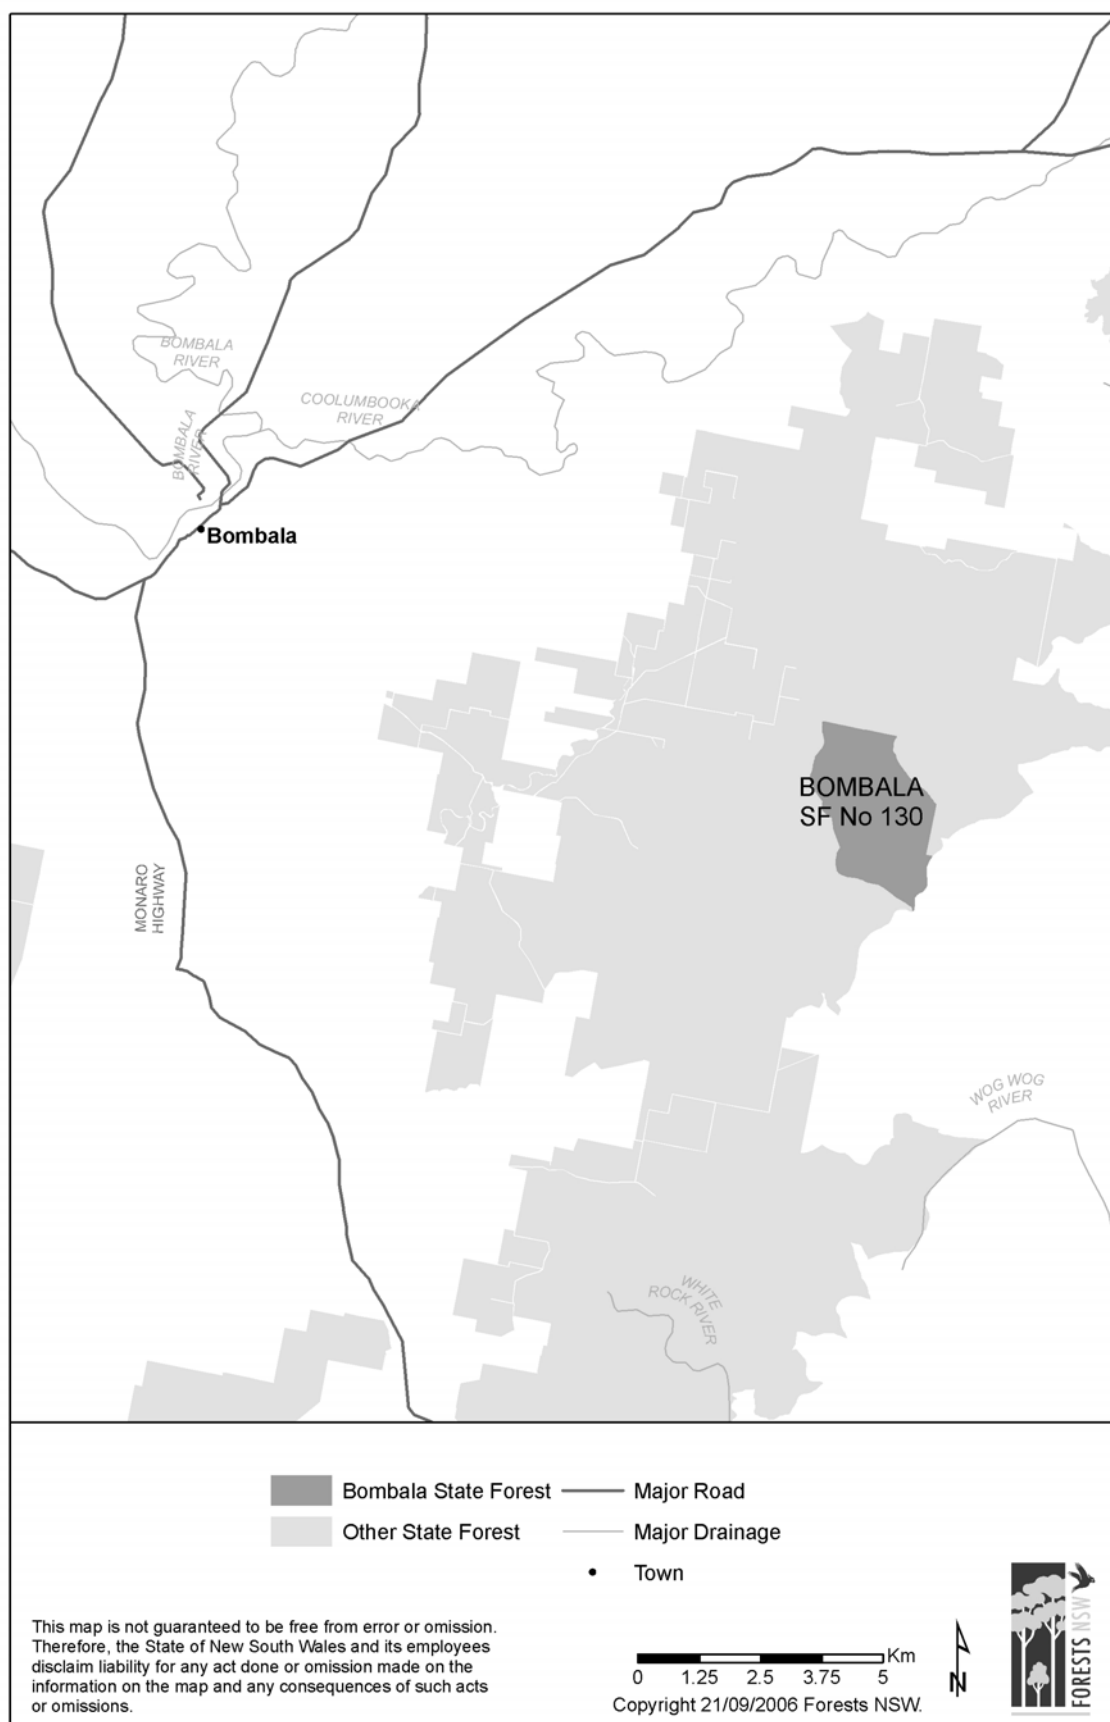 BOMBALA
RIVER
COOLUMBOOKA
RIVER
BOMBALA
RIVER
Bombala
BOMBALA
SF No 130
MONARO
HIGHWAY
WOG WOG
RIVER
WHITE
ROCK RIVER
Bombala State Forest
Major Road
Other State Forest
Major Drainage
Town
This map is not guaranteed to be free from error or omission.
Therefore, the State of New South Wales and its employees
disclaim liability for any act done or omission made on the
information on the map and any consequences of such acts
or omissions.
Km
0 1.25 2.5 3.75 5
Copyright 21/09/2006 Forests NSW.
N
FORESTS NSW